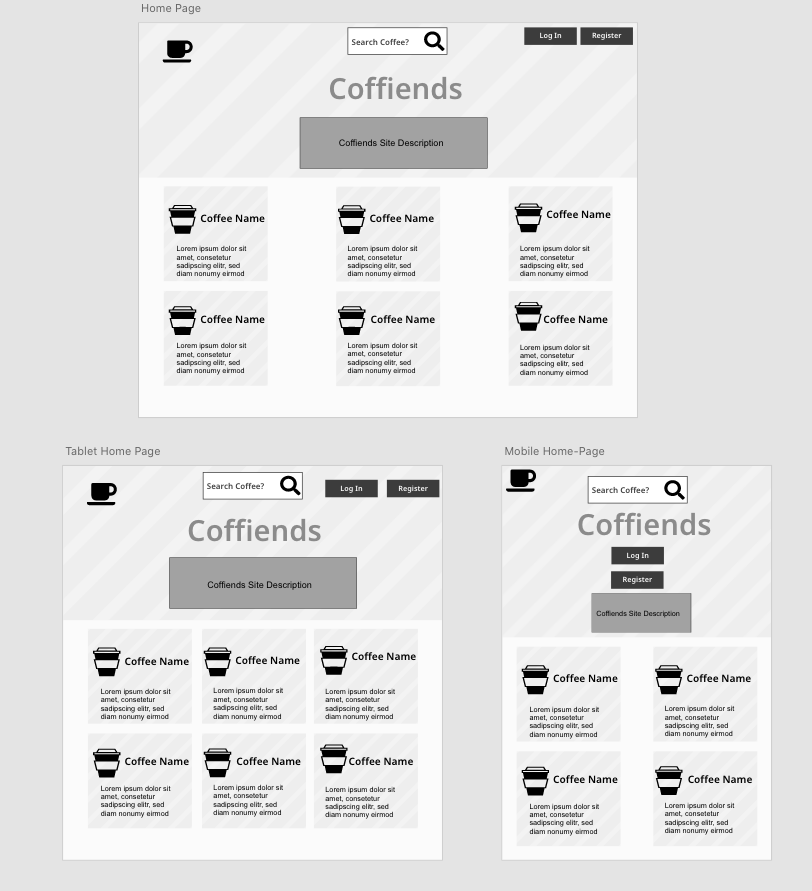 Home Page
Search Coffee?
Log In
Register
Coffiends
Coffiends Site Description
Coffee Name
Lorem ipsum dolor sit
amet, consetetur
sadipscing elitr, sed
diam nonumy eirmod
Coffee Name
Lorem ipsum dolor sit
amet, consetetur
sadipscing elitr, sed
diam nonumy eirmod
Coffee Name
Lorem ipsum dolor sit
amet, consetetur
sadipscing elitr, sed
diam nonumy eirmod
Coffee Name
Lorem ipsum dolor sit
amet, consetetur
sadipscing elitr, sed
diam nonumy eirmod
Coffee Name
Lorem ipsum dolor sit
amet, consetetur
sadipscing elitr, sed
diam nonumy eirmod
Coffee Name
Lorem ipsum dolor sit
amet, consetetur
sadipscing elitr, sed
diam nonumy eirmod
Tablet Home Page
Search Coffee?
Log In
Register
Coffiends
Coffiends Site Description
Coffee Name
Lorem ipsum dolor sit
amet, consetetur
sadipscing elitr, sed
diam nonumy eirmod
Coffee Name
Lorem ipsum dolor sit
amet, consetetur
sadipscing elitr, sed
diam nonumy eirmod
Coffee Name
Lorem ipsum dolor sit
amet, consetetur
sadipscing elitr, sed
diam nonumy eirmod
Coffee Name
Lorem ipsum dolor sit
amet, consetetur
sadipscing elitr, sed
diam nonumy eirmod
Coffee Name
Lorem ipsum dolor sit
amet, consetetur
sadipscing elitr, sed
diam nonumy eirmod
Coffee Name
Lorem ipsum dolor sit
amet, consetetur
sadipscing elitr, sed
diam nonumy eirmod
Mobile Home-Page
Search Coffee?
Coffiends
Log In
Register
Coffiends Site Description
Coffee Name
Lorem ipsum dolor sit
amet, consetetur
sadipscing elitr, sed
diam nonumy eirmod
Coffee Name
Lorem ipsum dolor sit
amet, consetetur
sadipscing elitr, sed
diam nonumy eirmod
Coffee Name
Lorem ipsum dolor sit
amet, consetetur
sadipscing elitr, sed
diam nonumy eirmod
Coffee Name
Lorem ipsum dolor sit
amet, consetetur
sadipscing elitr, sed
diam nonumy eirmod